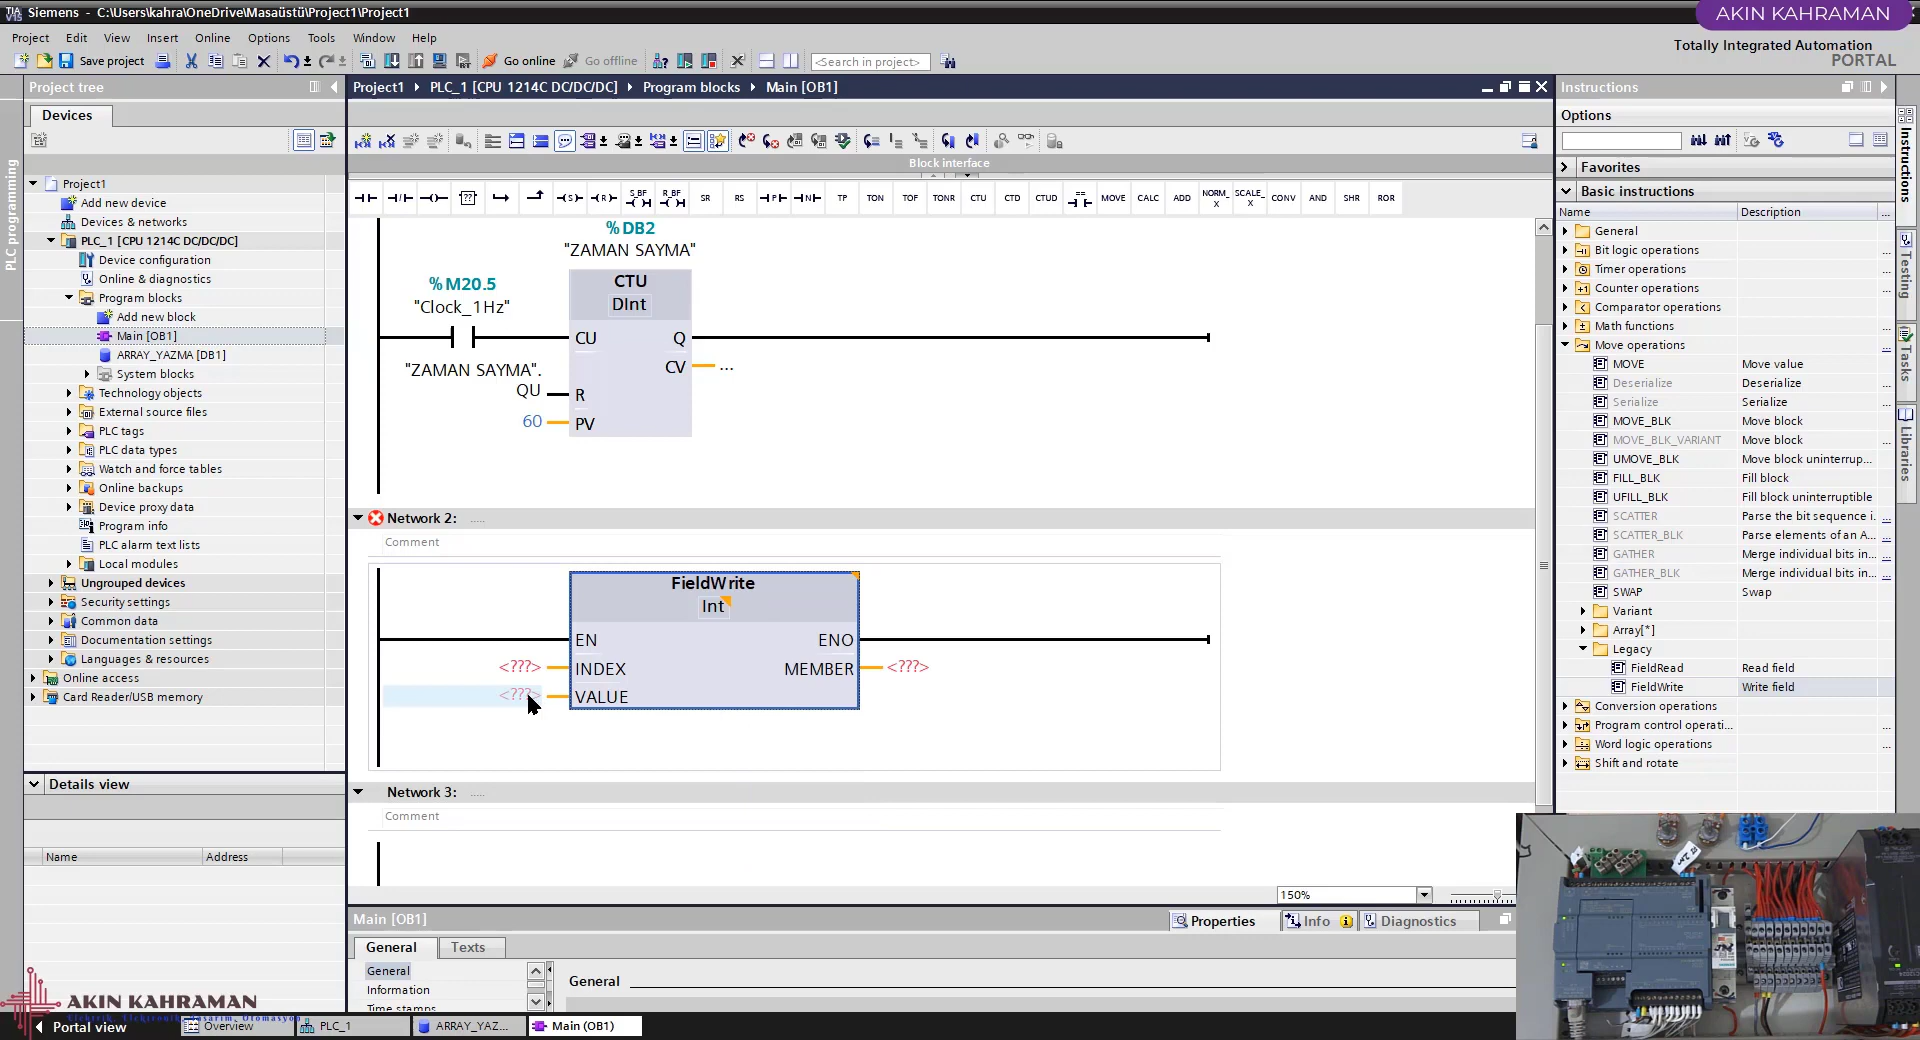 Siemens - C:\Users\kahra\OneDrive\Masaüstü\Project1\Project1
AKIN KAHRAMAN
Project Edit View Insert Online Options Tools Window Help
Totally Integrated Automation
PORTAL
Save project
Go online
Go offline
<Search in project>
Project tree
Devices
PLC programming
Project1
Add new device
Devices & networks
PLC_1 [CPU 1214C DC/DC/DC]
Device configuration
Online & diagnostics
Program blocks
Add new block
Main [OB1]
ARRAY_YAZMA [DB1]
System blocks
Technology objects
External source files
PLC tags
PLC data types
Watch and force tables
Online backups
Device proxy data
Program info
PLC alarm text lists
Local modules
Ungrouped devices
Security settings
Common data
Documentation settings
Languages & resources
Online access
Card Reader/USB memory
Details view
Name Address
Project1 PLC_1 [CPU 1214C DC/DC/DC] Program blocks Main [OB1]
Block interface
S_BF R_BF SR RS P N TP TON TOF TONR CTU CTD CTUD == MOVE CALC ADD NORM_X SCALE_X CONV AND SHR ROR
%DB2
"ZAMAN SAYMA"
CTU
DInt
%M20.5
"Clock_1Hz"
CU Q
CV ...
"ZAMAN SAYMA".
QU R
60 PV
Network 2: .....
Comment
FieldWrite
Int
EN ENO
<???> INDEX MEMBER <???>
<???> VALUE
Network 3: .....
Comment
150%
Main [OB1]
Properties Info Diagnostics
General Texts
General
Information
Time stamps
General
Instructions
Options
Favorites
Basic instructions
Name Description ...
General
Bit logic operations ...
Timer operations ...
Counter operations ...
Comparator operations ...
Math functions ...
Move operations ...
MOVE Move value
Deserialize Deserialize ...
Serialize Serialize ...
MOVE_BLK Move block
MOVE_BLK_VARIANT Move block ...
UMOVE_BLK Move block uninterrup...
FILL_BLK Fill block
UFILL_BLK Fill block uninterruptible
SCATTER Parse the bit sequence i. ...
SCATTER_BLK Parse elements of an A... ...
GATHER Merge individual bits in... ...
GATHER_BLK Merge individual bits in... ...
SWAP Swap
Variant
Array[*]
Legacy
FieldRead Read field
FieldWrite Write field
Conversion operations ...
Program control operati... ...
Word logic operations ...
Shift and rotate
Instructions
Testing
Tasks
Libraries
AKIN KAHRAMAN
Elektrik, Elektronik, Tasarım, Otomasyon
Portal view
Overview
PLC_1
ARRAY_YAZ...
Main (OB1)